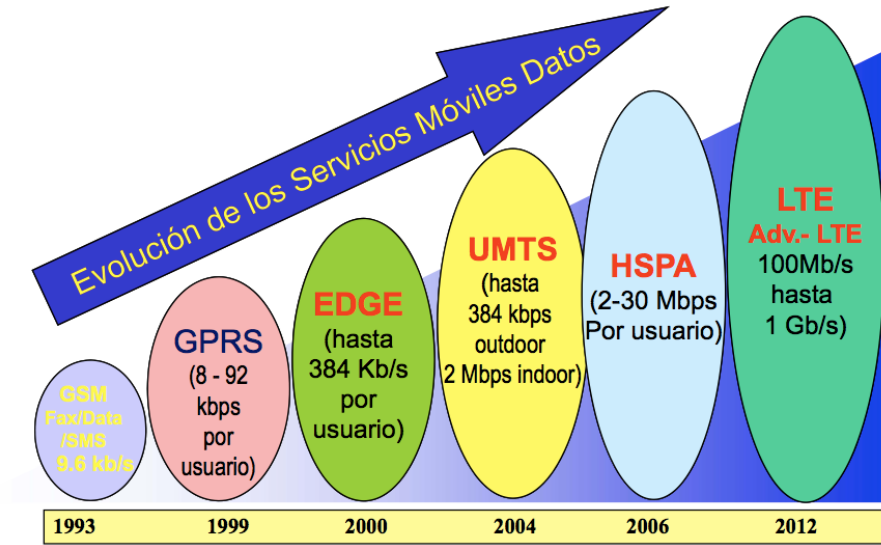 Evolución de los Servicios Móviles Datos
GSM
Fax/Data
/SMS
9.6 kb/s
GPRS
(8 - 92
kbps
por
usuario)
EDGE
(hasta
384 Kb/s
por
usuario)
UMTS
(hasta
384 kbps
outdoor
2 Mbps indoor)
HSPA
(2-30 Mbps
Por usuario)
LTE
Adv.- LTE
100Mb/s
hasta
1 Gb/s)
1993 1999 2000 2004 2006 2012